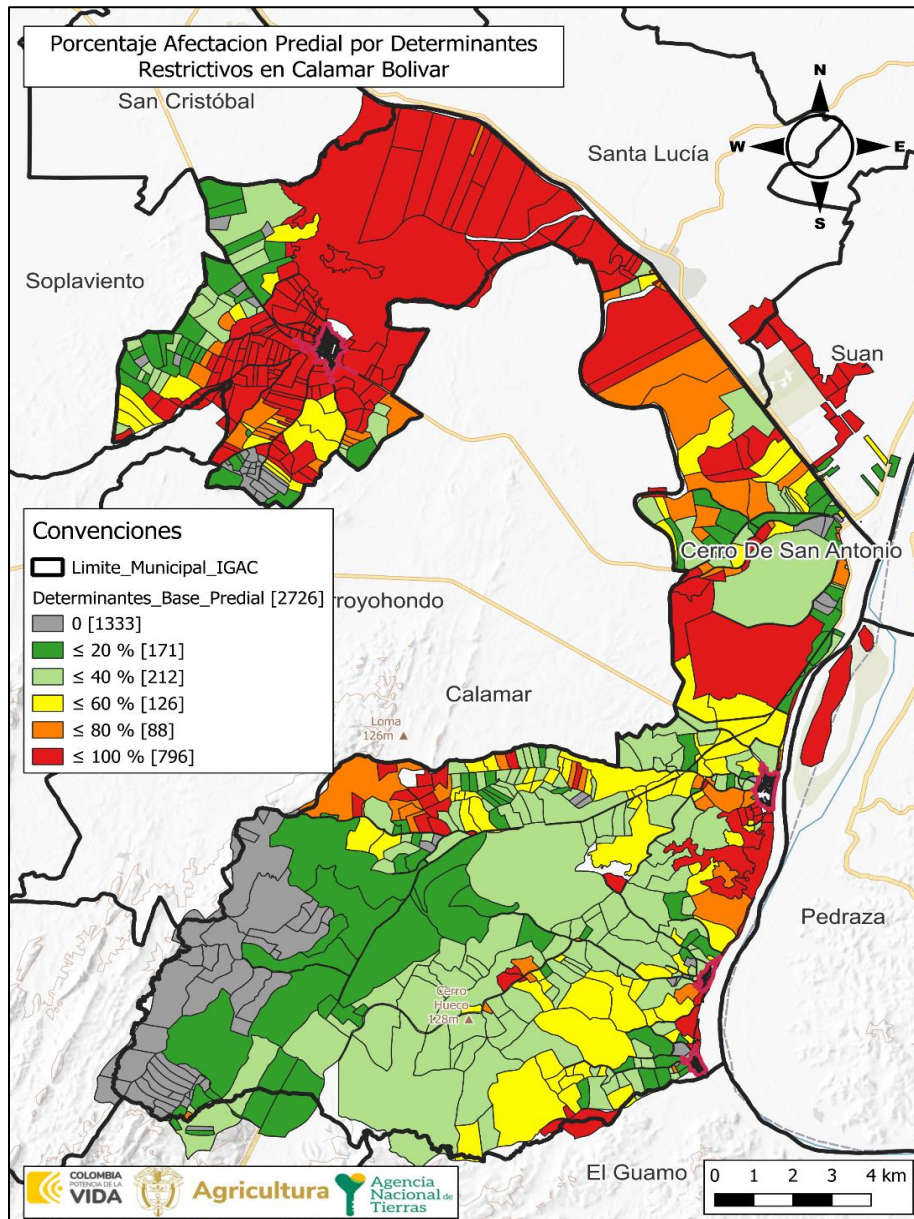 Porcentaje Afectacion Predial por Determinantes
Restrictivos en Calamar Bolivar
San Cristóbal
N
W
E
S
Santa Lucía
Soplaviento
Suan
Convenciones
Limite_Municipal_IGAC
Determinantes_Base_Predial [2726]
0 [1333]
≤ 20 % [171]
≤ 40 % [212]
≤ 60 % [126]
≤ 80 % [88]
≤ 100 % [796]
Cerro De San Antonio
royohondo
Calamar
Loma
126m ▲
Pedraza
Cerro
Hueco
128m ▲
El Guamo
0 1 2 3 4 km
COLOMBIA
POTENCIA DE LA
VIDA
Agricultura
Agencia
Nacional de
Tierras